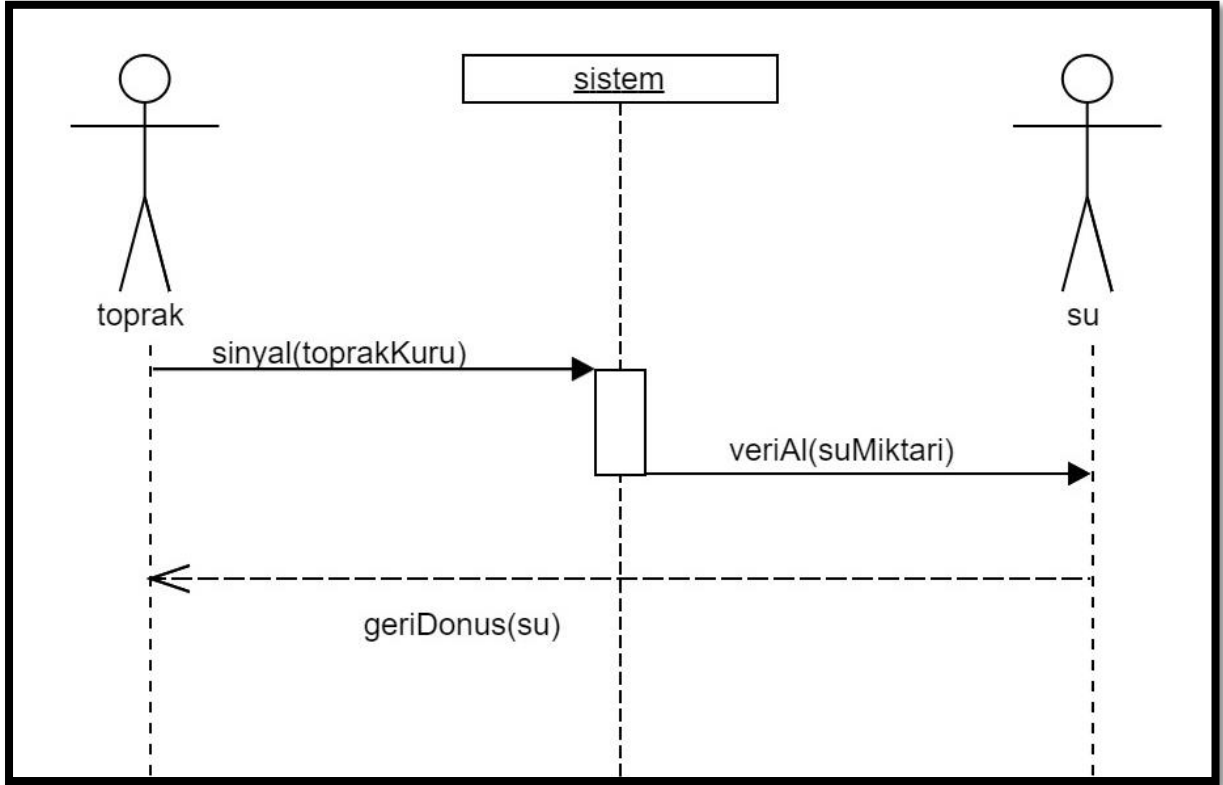 sistem
toprak
su
sinyal(toprakKuru)
veriAl(suMiktari)
geriDonus(su)